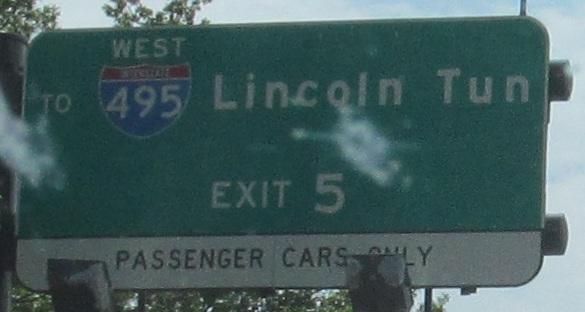 WEST
TO INTERSTATE 495 Lincoln Tun
EXIT 5
PASSENGER CARS ONLY